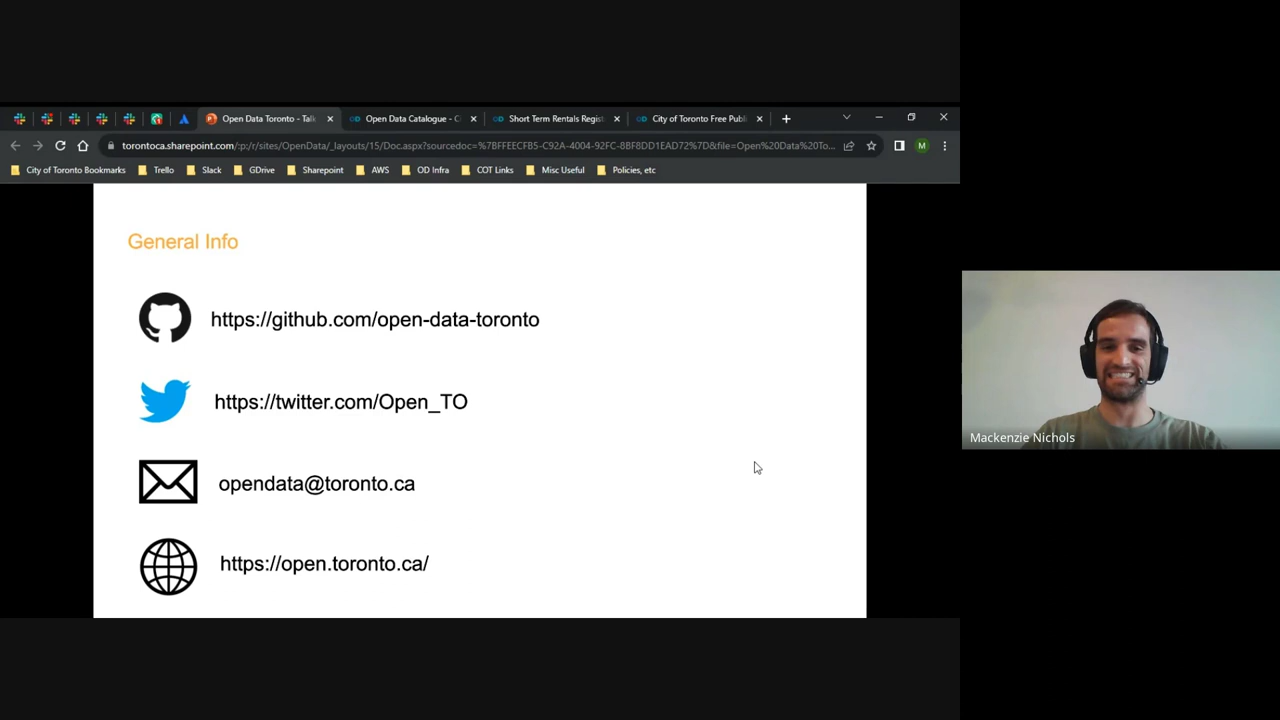 Open Data Toronto - Talk
Open Data Catalogue - C
Short Term Rentals Regist
City of Toronto Free Publ
torontoca.sharepoint.com/:p:/r/sites/OpenData/_layouts/15/Doc.aspx?sourcedoc=%7BFFEECFB5-C92A-4004-92FC-8BF8DD1EAD72%7D&file=Open%20Data%20To...
M
City of Toronto Bookmarks
Trello
Slack
GDrive
Sharepoint
AWS
OD Infra
COT Links
Misc Useful
Policies, etc
General Info
https://github.com/open-data-toronto
https://twitter.com/Open_TO
opendata@toronto.ca
https://open.toronto.ca/
Mackenzie Nichols